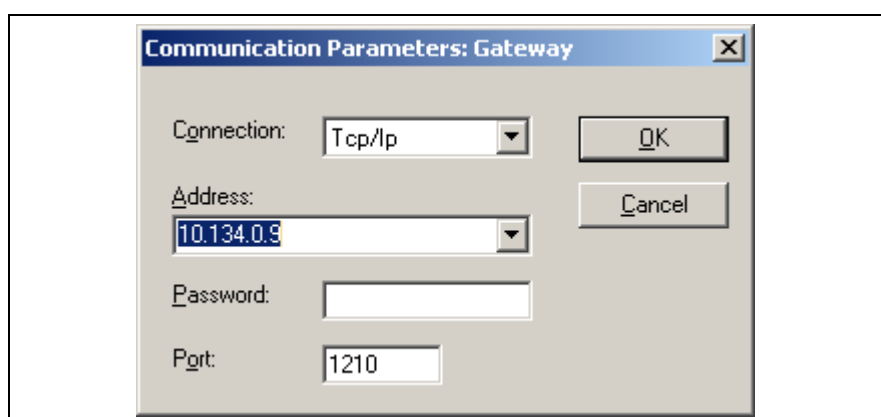 Communication Parameters: Gateway
Connection: Tcp/Ip OK
Address: Cancel
10.134.0.9
Password:
Port: 1210